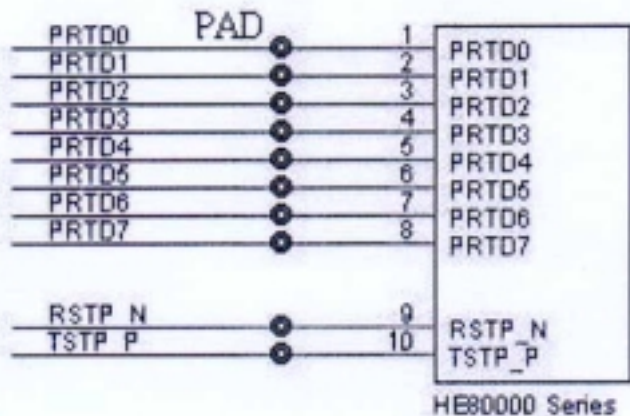 PAD
PRTD0 1 PRTD0
PRTD1 2 PRTD1
PRTD2 3 PRTD2
PRTD3 4 PRTD3
PRTD4 5 PRTD4
PRTD5 6 PRTD5
PRTD6 7 PRTD6
PRTD7 8 PRTD7
RSTP_N 9 RSTP_N
TSTP_P 10 TSTP_P
HE80000 Series